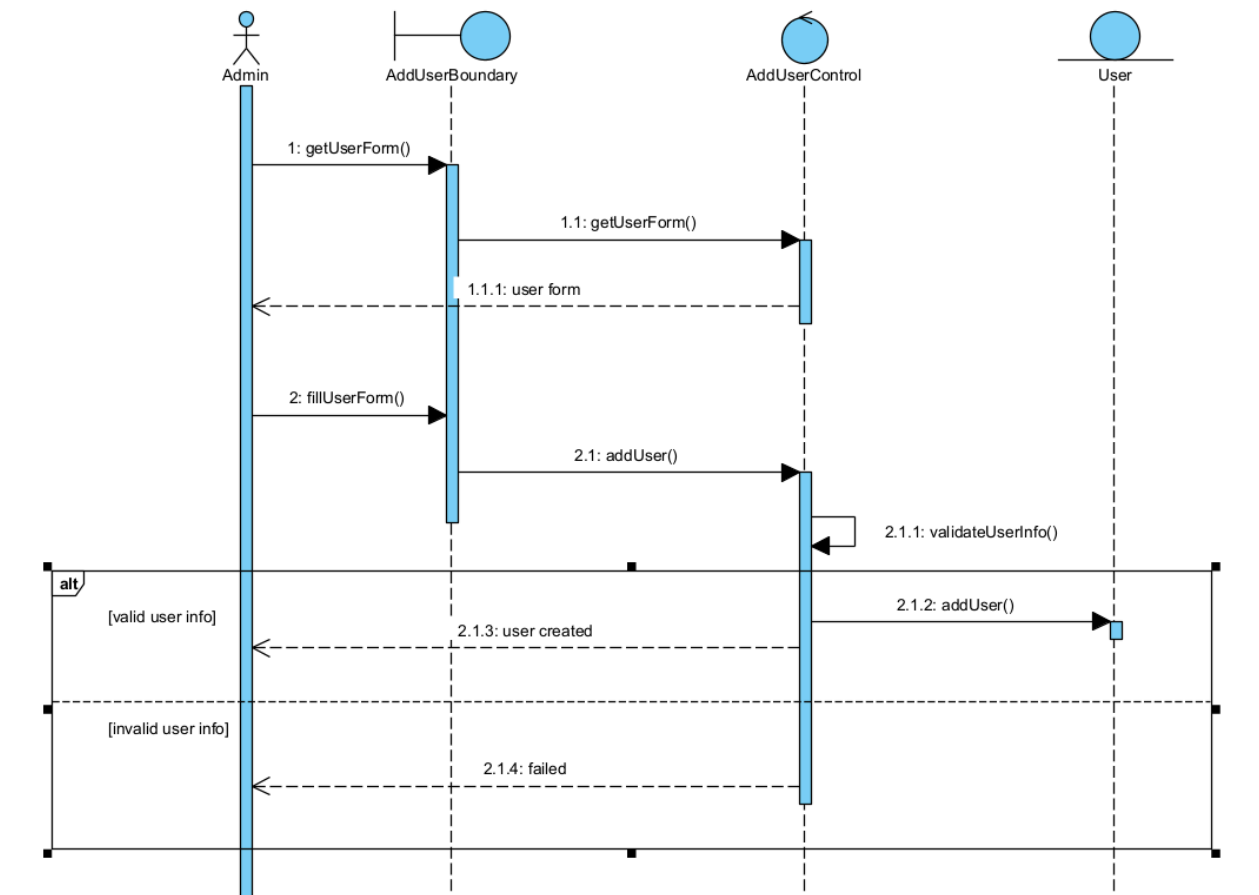 Admin
AddUserBoundary
AddUserControl
User
1: getUserForm()
1.1: getUserForm()
1.1.1: user form
2: fillUserForm()
2.1: addUser()
2.1.1: validateUserInfo()
alt
[valid user info]
2.1.2: addUser()
2.1.3: user created
[invalid user info]
2.1.4: failed